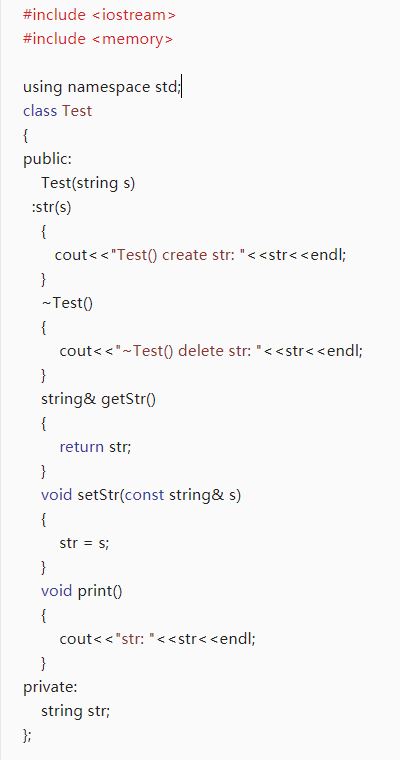 #include <iostream>
#include <memory>
using namespace std;
class Test
{
public:
Test(string s)
:str(s)
{
cout<<"Test() create str: "<<str<<endl;
}
~Test()
{
cout<<"~Test() delete str: "<<str<<endl;
}
string& getStr()
{
return str;
}
void setStr(const string& s)
{
str = s;
}
void print()
{
cout<<"str: "<<str<<endl;
}
private:
string str;
};